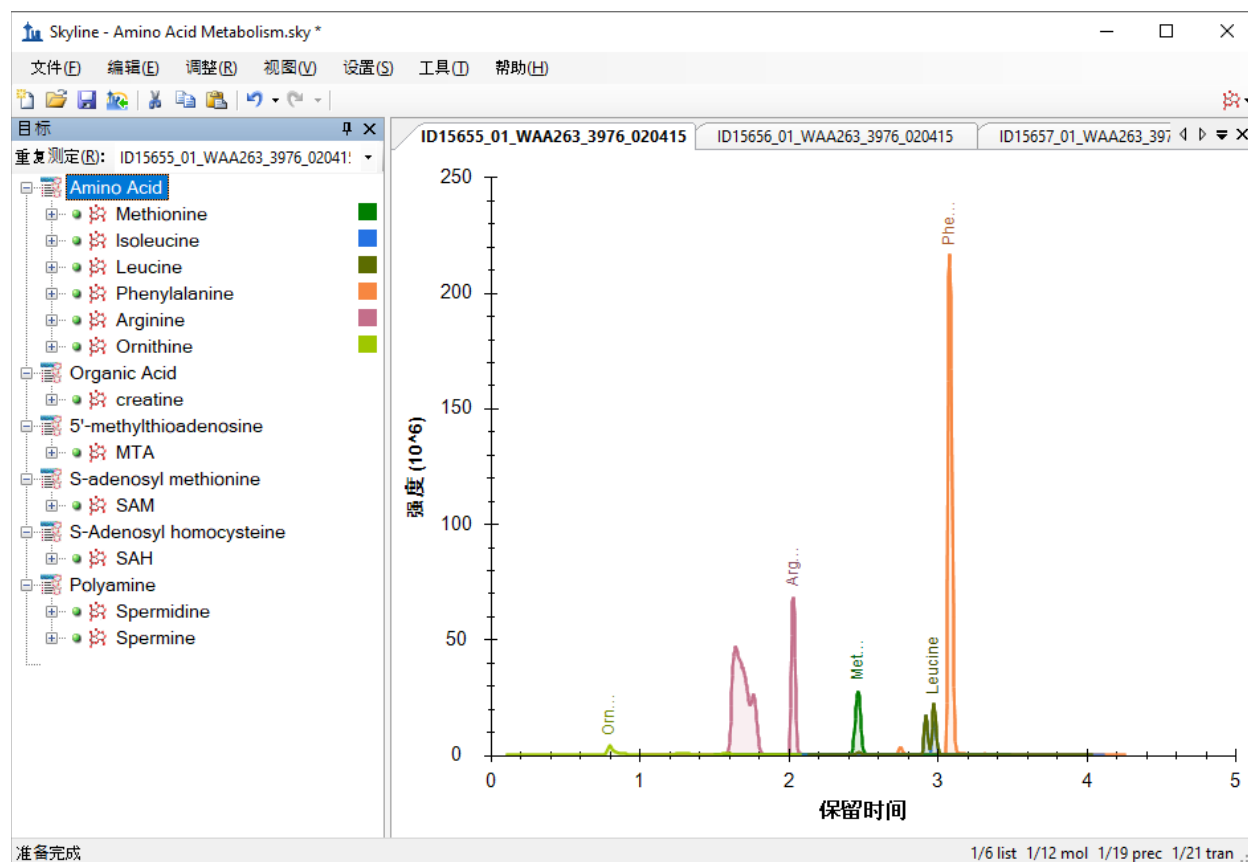 Skyline - Amino Acid Metabolism.sky *
文件(F) 编辑(E) 调整(R) 视图(V) 设置(S) 工具(T) 帮助(H)
目标
重复测定(R): ID15655_01_WAA263_3976_02041
Amino Acid
Methionine
Isoleucine
Leucine
Phenylalanine
Arginine
Ornithine
Organic Acid
creatine
5'-methylthioadenosine
MTA
S-adenosyl methionine
SAM
S-Adenosyl homocysteine
SAH
Polyamine
Spermidine
Spermine
ID15655_01_WAA263_3976_020415 ID15656_01_WAA263_3976_020415 ID15657_01_WAA263_397
250
200
150
100
50
0
强度 (10^6)
Phe...
Arg...
Met...
Leucine
Orn...
0 1 2 3 4 5
保留时间
准备完成
1/6 list 1/12 mol 1/19 prec 1/21 tran